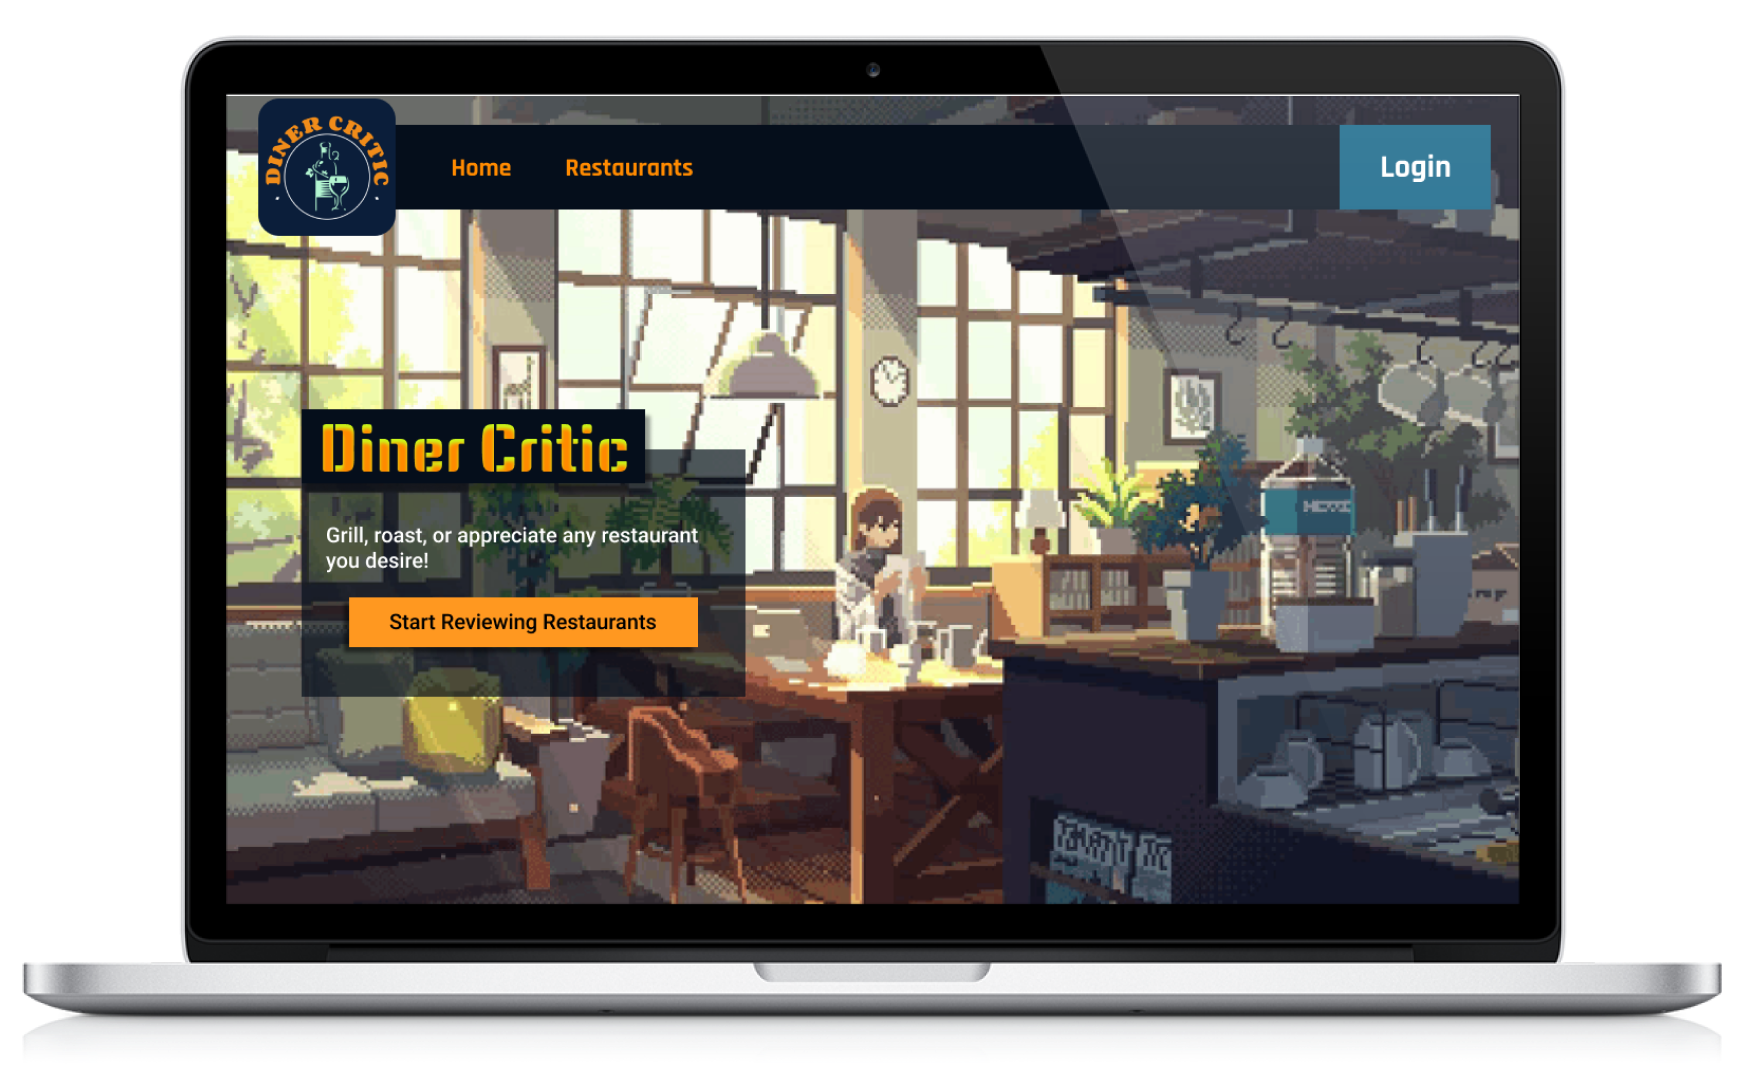 DINER CRITIC
Home
Restaurants
Login
Diner Critic
Grill, roast, or appreciate any restaurant
you desire!
Start Reviewing Restaurants